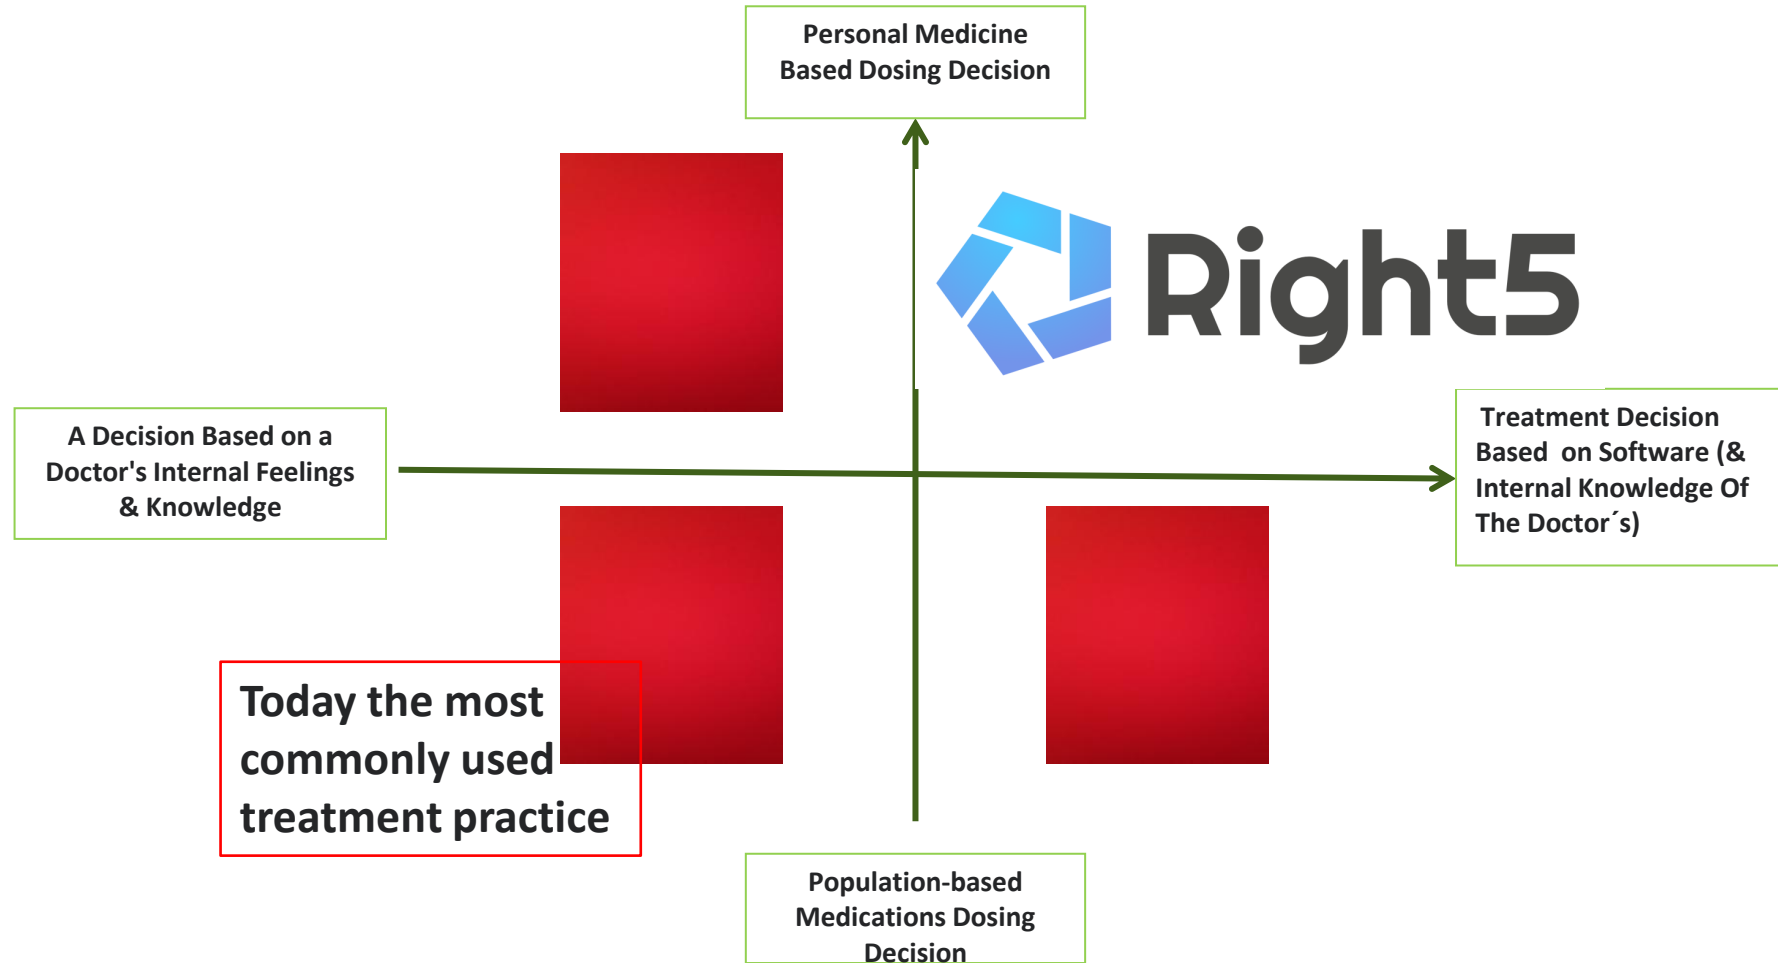 Personal Medicine
Based Dosing Decision
Right5
A Decision Based on a
Doctor's Internal Feelings
& Knowledge
Treatment Decision
Based on Software (&
Internal Knowledge Of
The Doctor´s)
Today the most
commonly used
treatment practice
Population-based
Medications Dosing
Decision